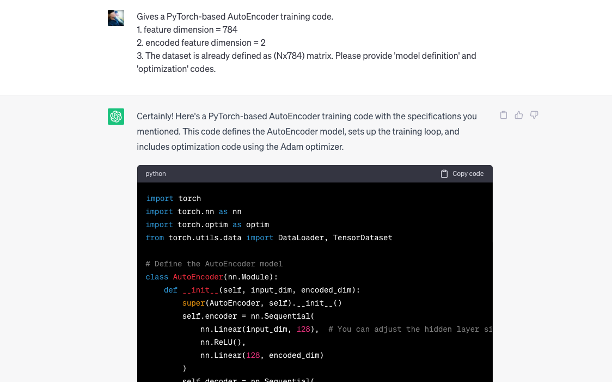 Gives a PyTorch-based AutoEncoder training code.
1. feature dimension = 784
2. encoded feature dimension = 2
3. The dataset is already defined as (Nx784) matrix. Please provide 'model definition' and
'optimization' codes.
Certainly! Here's a PyTorch-based AutoEncoder training code with the specifications you
mentioned. This code defines the AutoEncoder model, sets up the training loop, and
includes optimization code using the Adam optimizer.
python Copy code
import torch
import torch.nn as nn
import torch.optim as optim
from torch.utils.data import DataLoader, TensorDataset
# Define the AutoEncoder model
class AutoEncoder(nn.Module):
def __init__(self, input_dim, encoded_dim):
super(AutoEncoder, self).__init__()
self.encoder = nn.Sequential(
nn.Linear(input_dim, 128), # You can adjust the hidden layer si
nn.ReLU(),
nn.Linear(128, encoded_dim)
)
self.decoder = nn.Sequential(